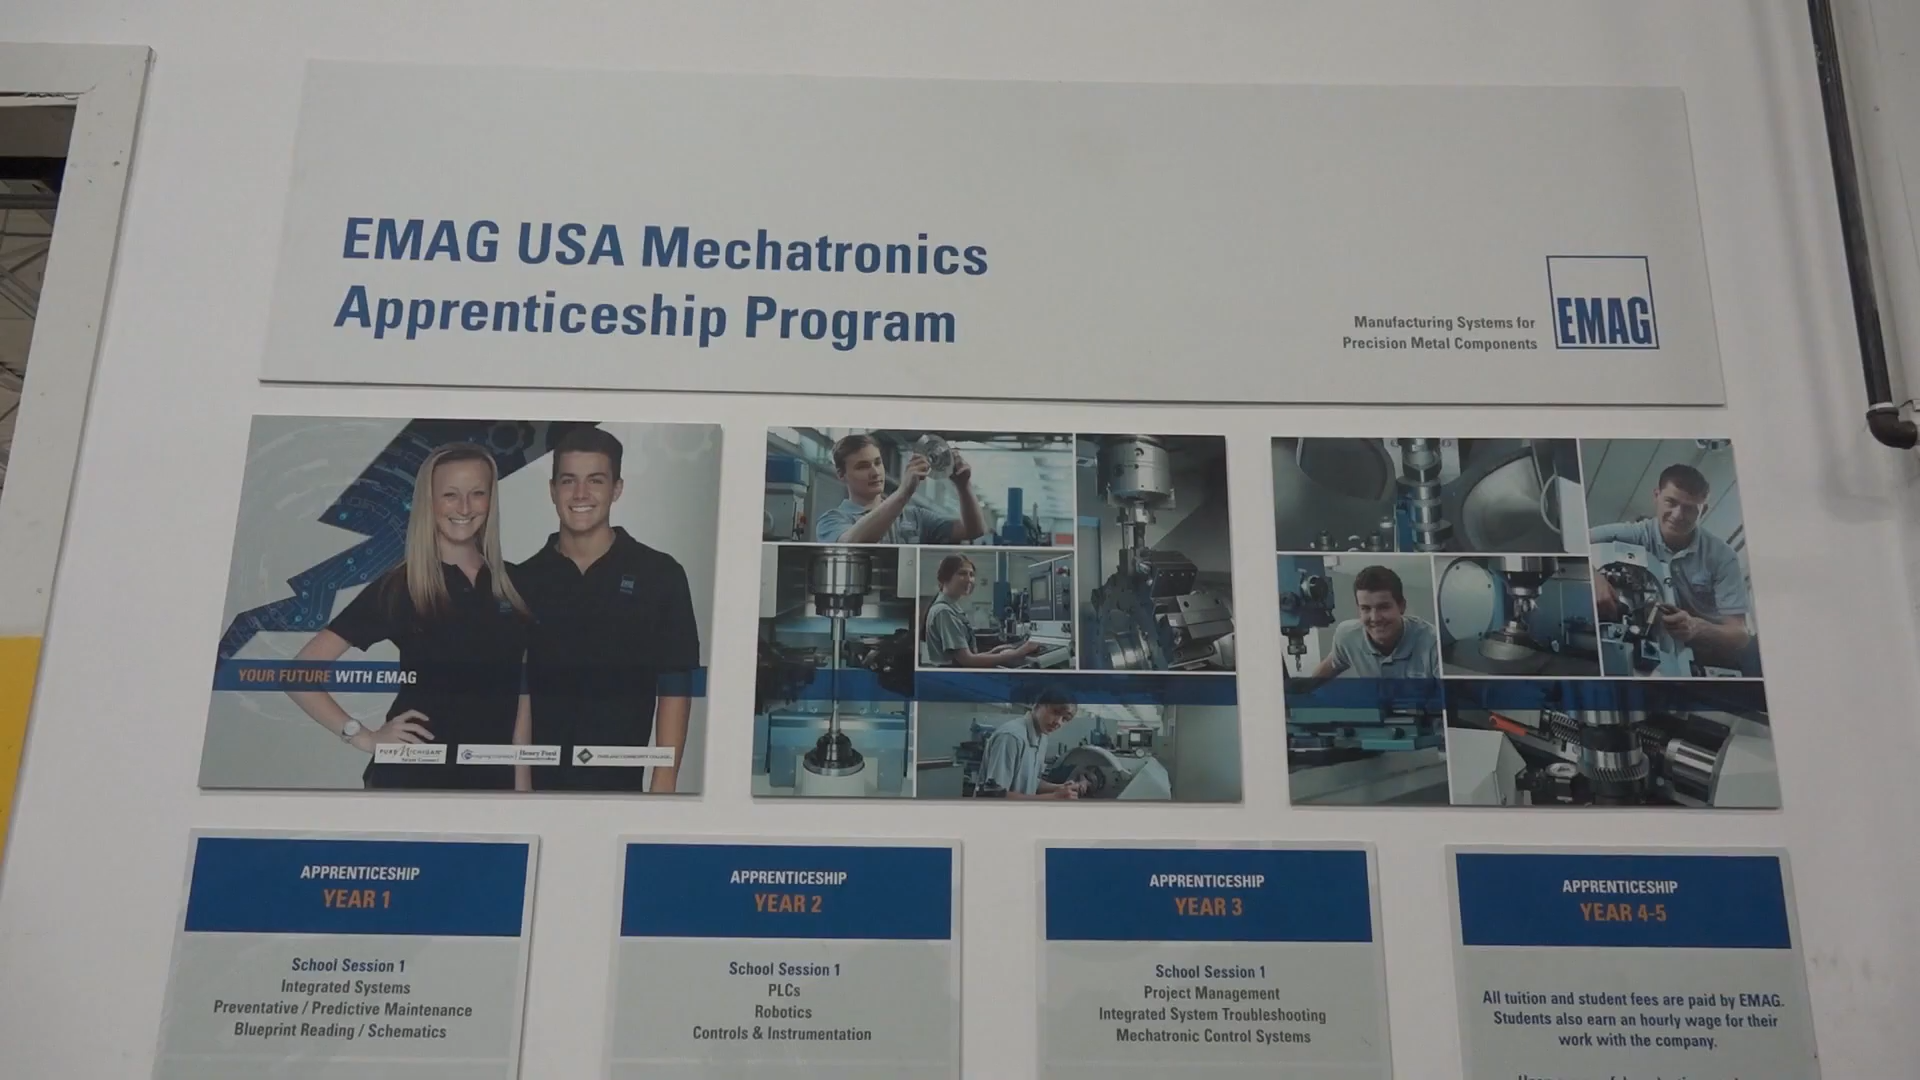 EMAG USA Mechatronics
Apprenticeship Program
Manufacturing Systems for
Precision Metal Components
EMAG
YOUR FUTURE WITH EMAG
PURE MICHIGAN
Henry Ford
APPRENTICESHIP
YEAR 1
School Session 1
Integrated Systems
Preventative / Predictive Maintenance
Blueprint Reading / Schematics
APPRENTICESHIP
YEAR 2
School Session 1
PLCs
Robotics
Controls & Instrumentation
APPRENTICESHIP
YEAR 3
School Session 1
Project Management
Integrated System Troubleshooting
Mechatronic Control Systems
APPRENTICESHIP
YEAR 4-5
All tuition and student fees are paid by EMAG.
Students also earn an hourly wage for their
work with the company.